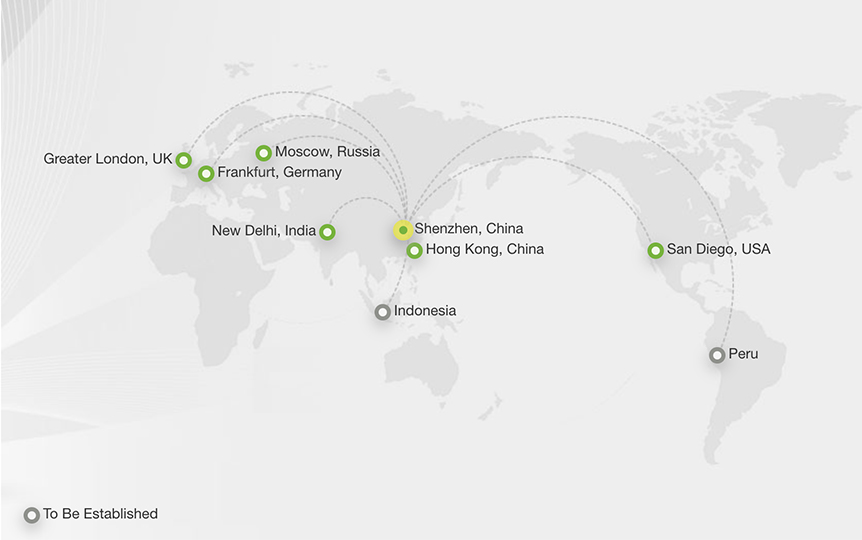 Greater London, UK
Moscow, Russia
Frankfurt, Germany
New Delhi, India
Shenzhen, China
Hong Kong, China
San Diego, USA
Indonesia
Peru
To Be Established